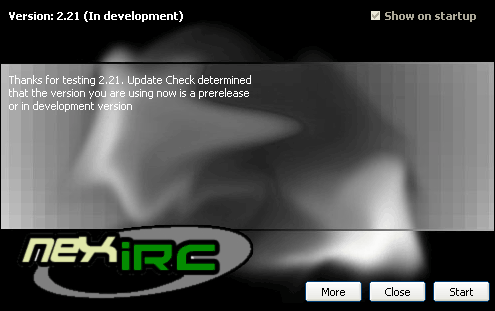 Version: 2.21 (In development)
Show on startup
Thanks for testing 2.21. Update Check determined
that the version you are using now is a prerelease
or in development version
nexiRC
More
Close
Start